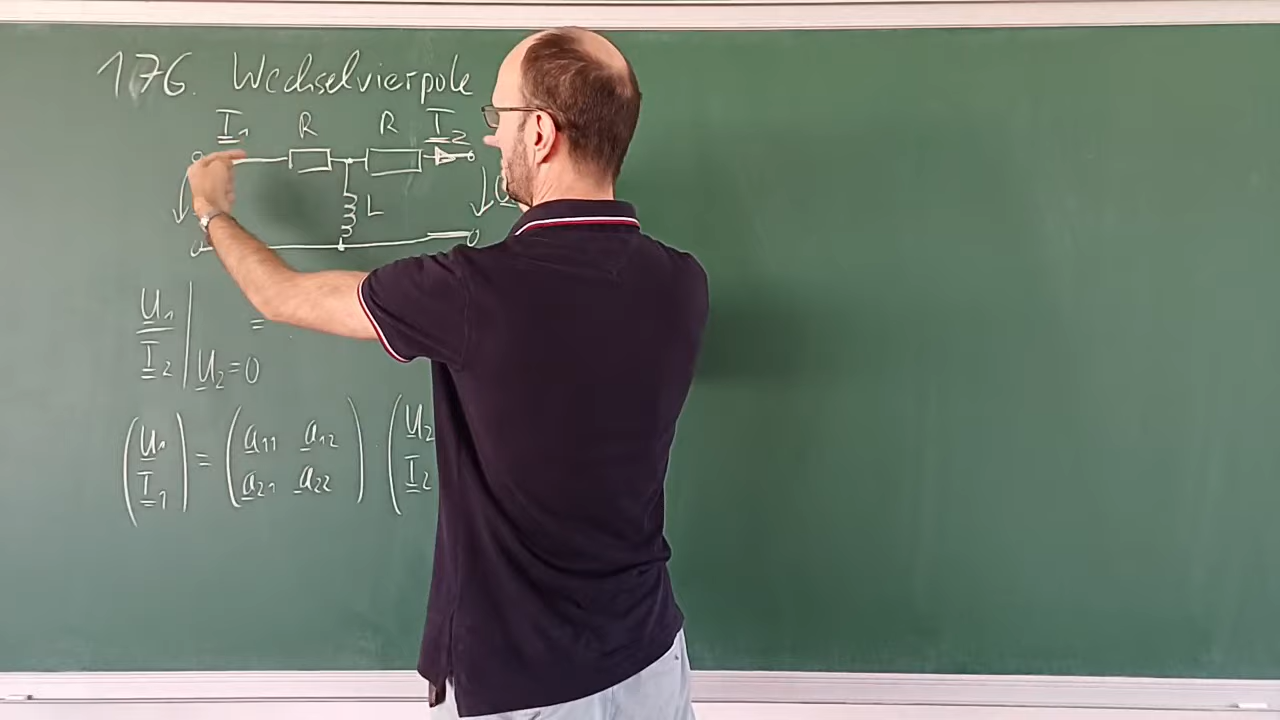 176. Wechselvierpole
I₁ R R I₂
L
U₁
I₂ | U₂=0 =
(U₁ I₁) = (a₁₁ a₁₂ a₂₁ a₂₂) · (U₂ I₂